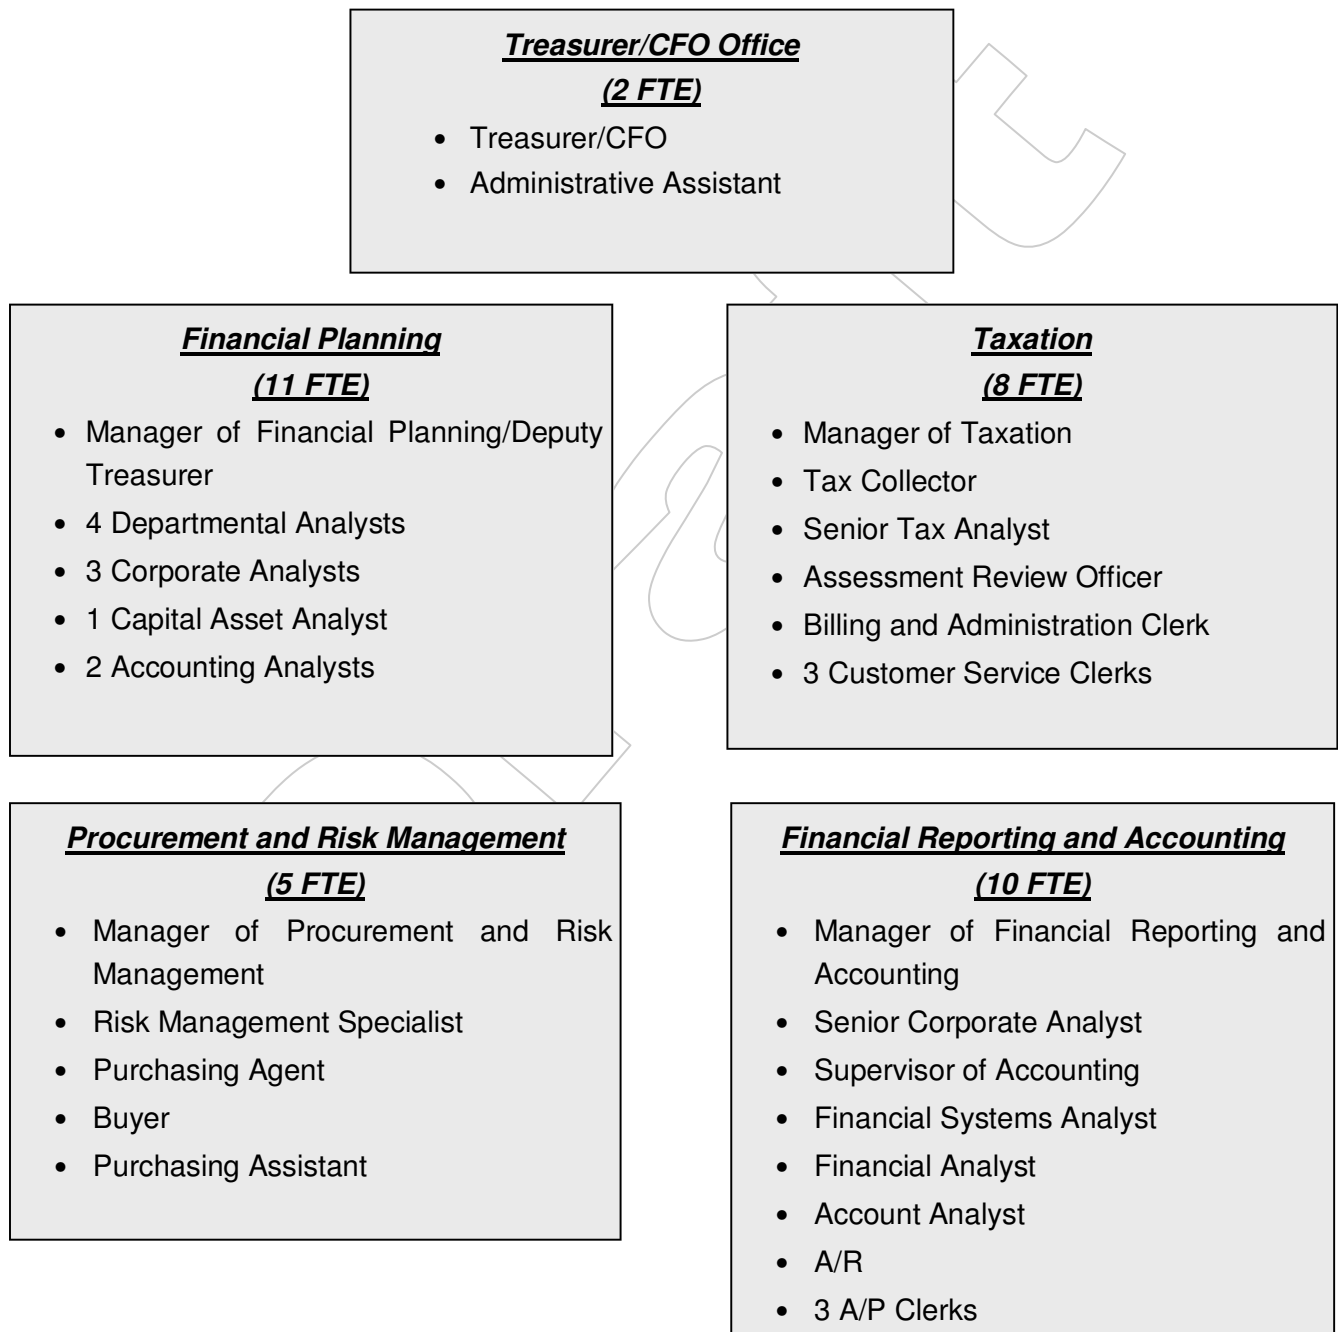 Treasurer/CFO Office
(2 FTE)
• Treasurer/CFO
• Administrative Assistant
Financial Planning
(11 FTE)
• Manager of Financial Planning/Deputy
Treasurer
• 4 Departmental Analysts
• 3 Corporate Analysts
• 1 Capital Asset Analyst
• 2 Accounting Analysts
Taxation
(8 FTE)
• Manager of Taxation
• Tax Collector
• Senior Tax Analyst
• Assessment Review Officer
• Billing and Administration Clerk
• 3 Customer Service Clerks
Procurement and Risk Management
(5 FTE)
• Manager of Procurement and Risk
Management
• Risk Management Specialist
• Purchasing Agent
• Buyer
• Purchasing Assistant
Financial Reporting and Accounting
(10 FTE)
• Manager of Financial Reporting and
Accounting
• Senior Corporate Analyst
• Supervisor of Accounting
• Financial Systems Analyst
• Financial Analyst
• Account Analyst
• A/R
• 3 A/P Clerks